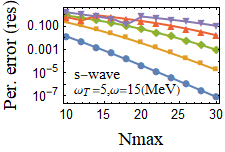 Per. error (res)
0.100
0.001
10⁻⁵
10⁻⁷
s-wave
ω_T=5,ω=15(MeV)
10 15 20 25 30
Nmax